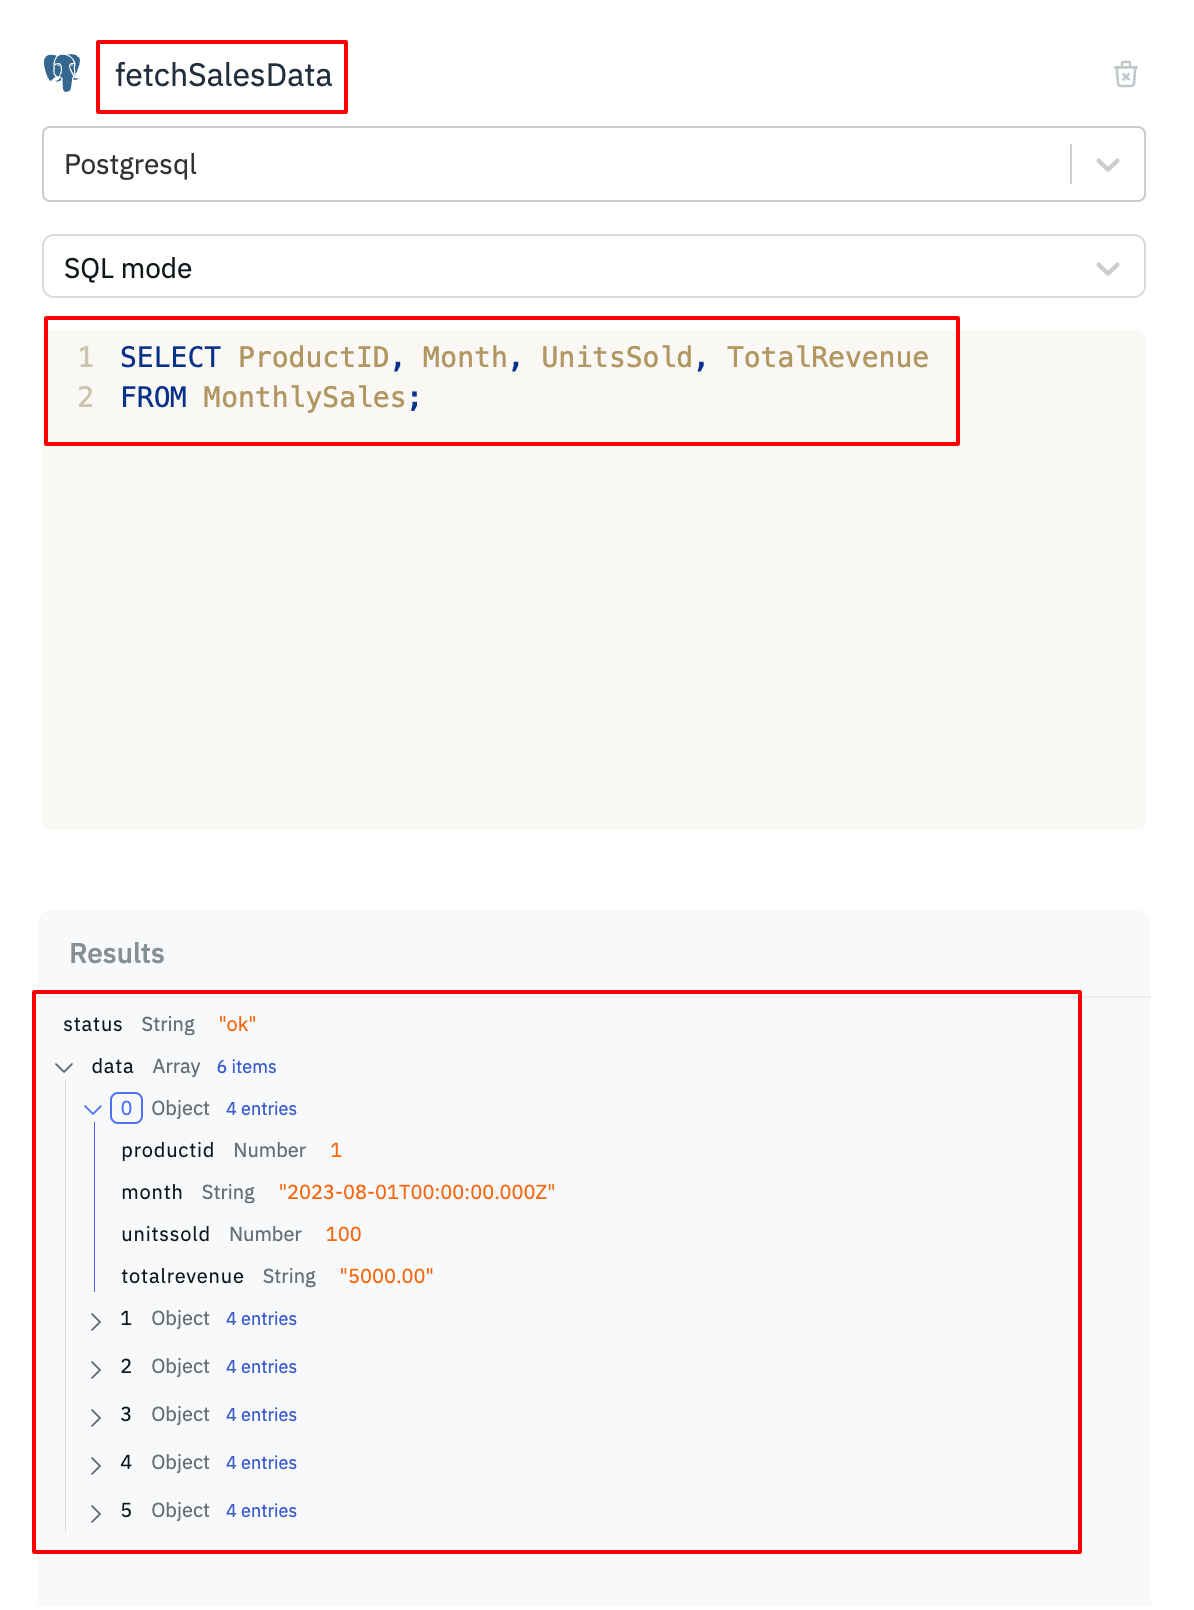 fetchSalesData
Postgresql
SQL mode
1 SELECT ProductID, Month, UnitsSold, TotalRevenue
2 FROM MonthlySales;
Results
status String "ok"
data Array 6 items
0 Object 4 entries
productid Number 1
month String "2023-08-01T00:00:00.000Z"
unitssold Number 100
totalrevenue String "5000.00"
1 Object 4 entries
2 Object 4 entries
3 Object 4 entries
4 Object 4 entries
5 Object 4 entries